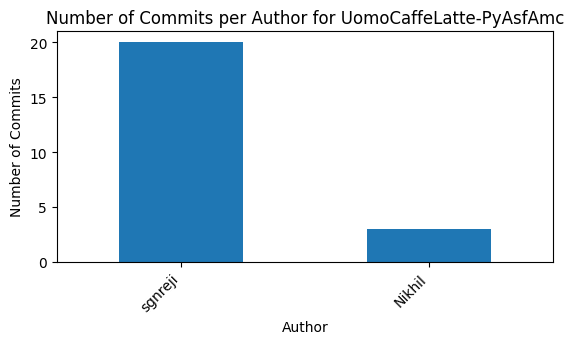 Number of Commits per Author for UomoCaffeLatte-PyAsfAmc
20
15
10
5
0
Number of Commits
sgnreji
Nikhil
Author